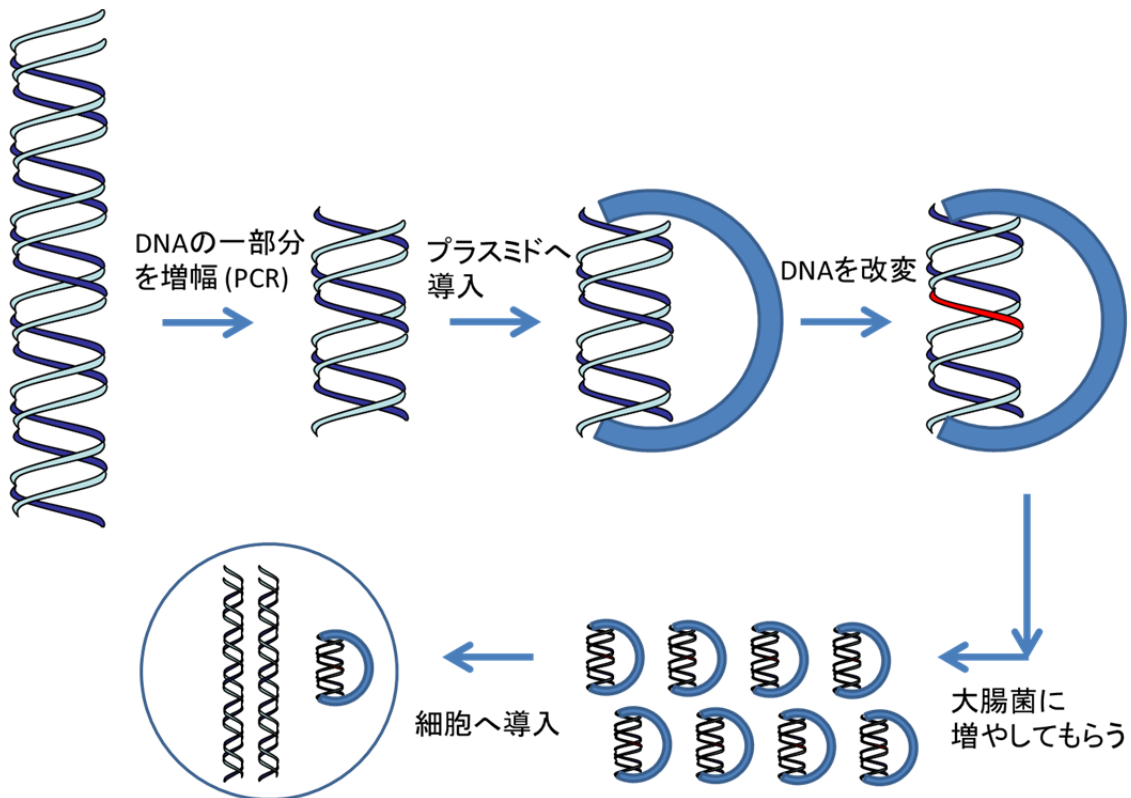 DNAの一部分
を増幅 (PCR)
プラスミドへ
導入
DNAを改変
大腸菌に
増やしてもらう
細胞へ導入